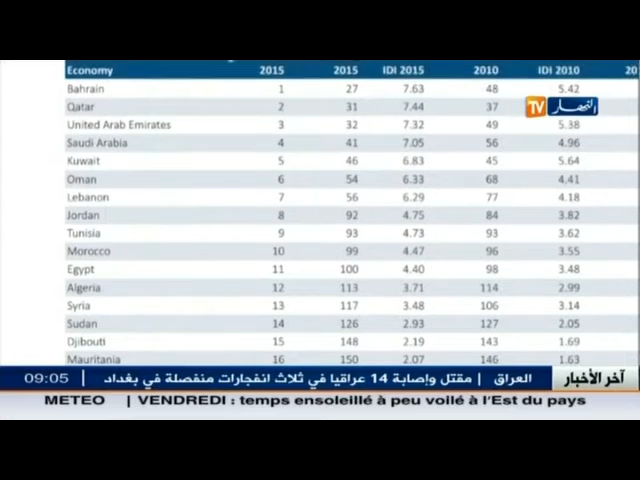 Economy 2015 2015 IDI 2015 2010 IDI 2010 20
Bahrain 1 27 7.63 48 5.42
Qatar 2 31 7.44 37
United Arab Emirates 3 32 7.32 49 5.38
Saudi Arabia 4 41 7.05 56 4.96
Kuwait 5 46 6.83 45 5.64
Oman 6 54 6.33 68 4.41
Lebanon 7 56 6.29 77 4.18
Jordan 8 92 4.75 84 3.82
Tunisia 9 93 4.73 93 3.62
Morocco 10 99 4.47 96 3.55
Egypt 11 100 4.40 98 3.48
Algeria 12 113 3.71 114 2.99
Syria 13 117 3.48 106 3.14
Sudan 14 126 2.93 127 2.05
Djibouti 15 148 2.19 143 1.69
Mauritania 16 150 2.07 146 1.63
النهار TV
آخر الأخبار
العراق | مقتل وإصابة 14 عراقيا في ثلاث انفجارات منفصلة في بغداد
09:05
METEO | VENDREDI : temps ensoleillé à peu voilé à l'Est du pays